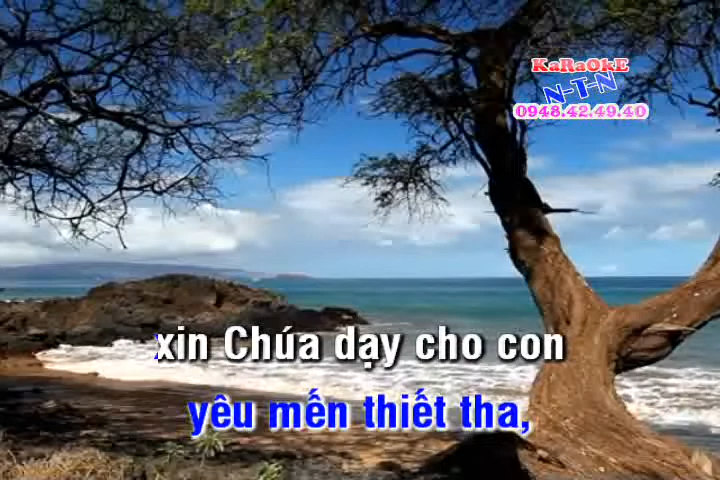 KaRaOkE
N-T-N
0948.42.49.40
xin Chúa dạy cho con
yêu mến thiết tha,